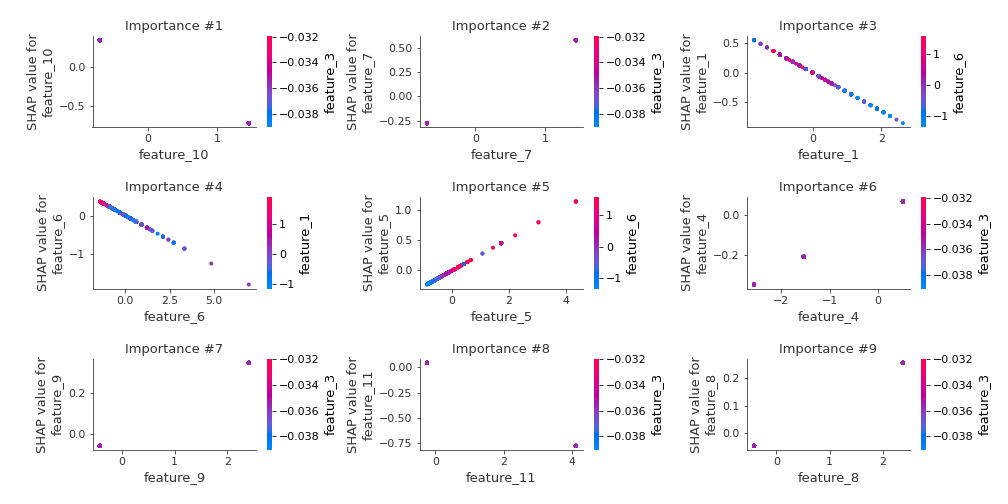 Importance #1
SHAP value for
feature_10
0.0
−0.5
0
1
feature_10
−0.032
−0.034
−0.036
−0.038
feature_3
Importance #2
SHAP value for
feature_7
0.50
0.25
0.00
−0.25
0
1
feature_7
−0.032
−0.034
−0.036
−0.038
feature_3
Importance #3
SHAP value for
feature_1
0.5
0.0
−0.5
0
2
feature_1
1
0
−1
feature_6
Importance #4
SHAP value for
feature_6
0
−1
0.0
2.5
5.0
feature_6
1
0
−1
feature_1
Importance #5
SHAP value for
feature_5
1.0
0.5
0.0
0
2
4
feature_5
1
0
−1
feature_6
Importance #6
SHAP value for
feature_4
0.0
−0.2
−2
−1
0
feature_4
−0.032
−0.034
−0.036
−0.038
feature_3
Importance #7
SHAP value for
feature_9
0.2
0.0
0
1
2
feature_9
−0.032
−0.034
−0.036
−0.038
feature_3
Importance #8
SHAP value for
feature_11
0.00
−0.25
−0.50
−0.75
0
2
4
feature_11
−0.032
−0.034
−0.036
−0.038
feature_3
Importance #9
SHAP value for
feature_8
0.2
0.1
0.0
0
1
2
feature_8
−0.032
−0.034
−0.036
−0.038
feature_3